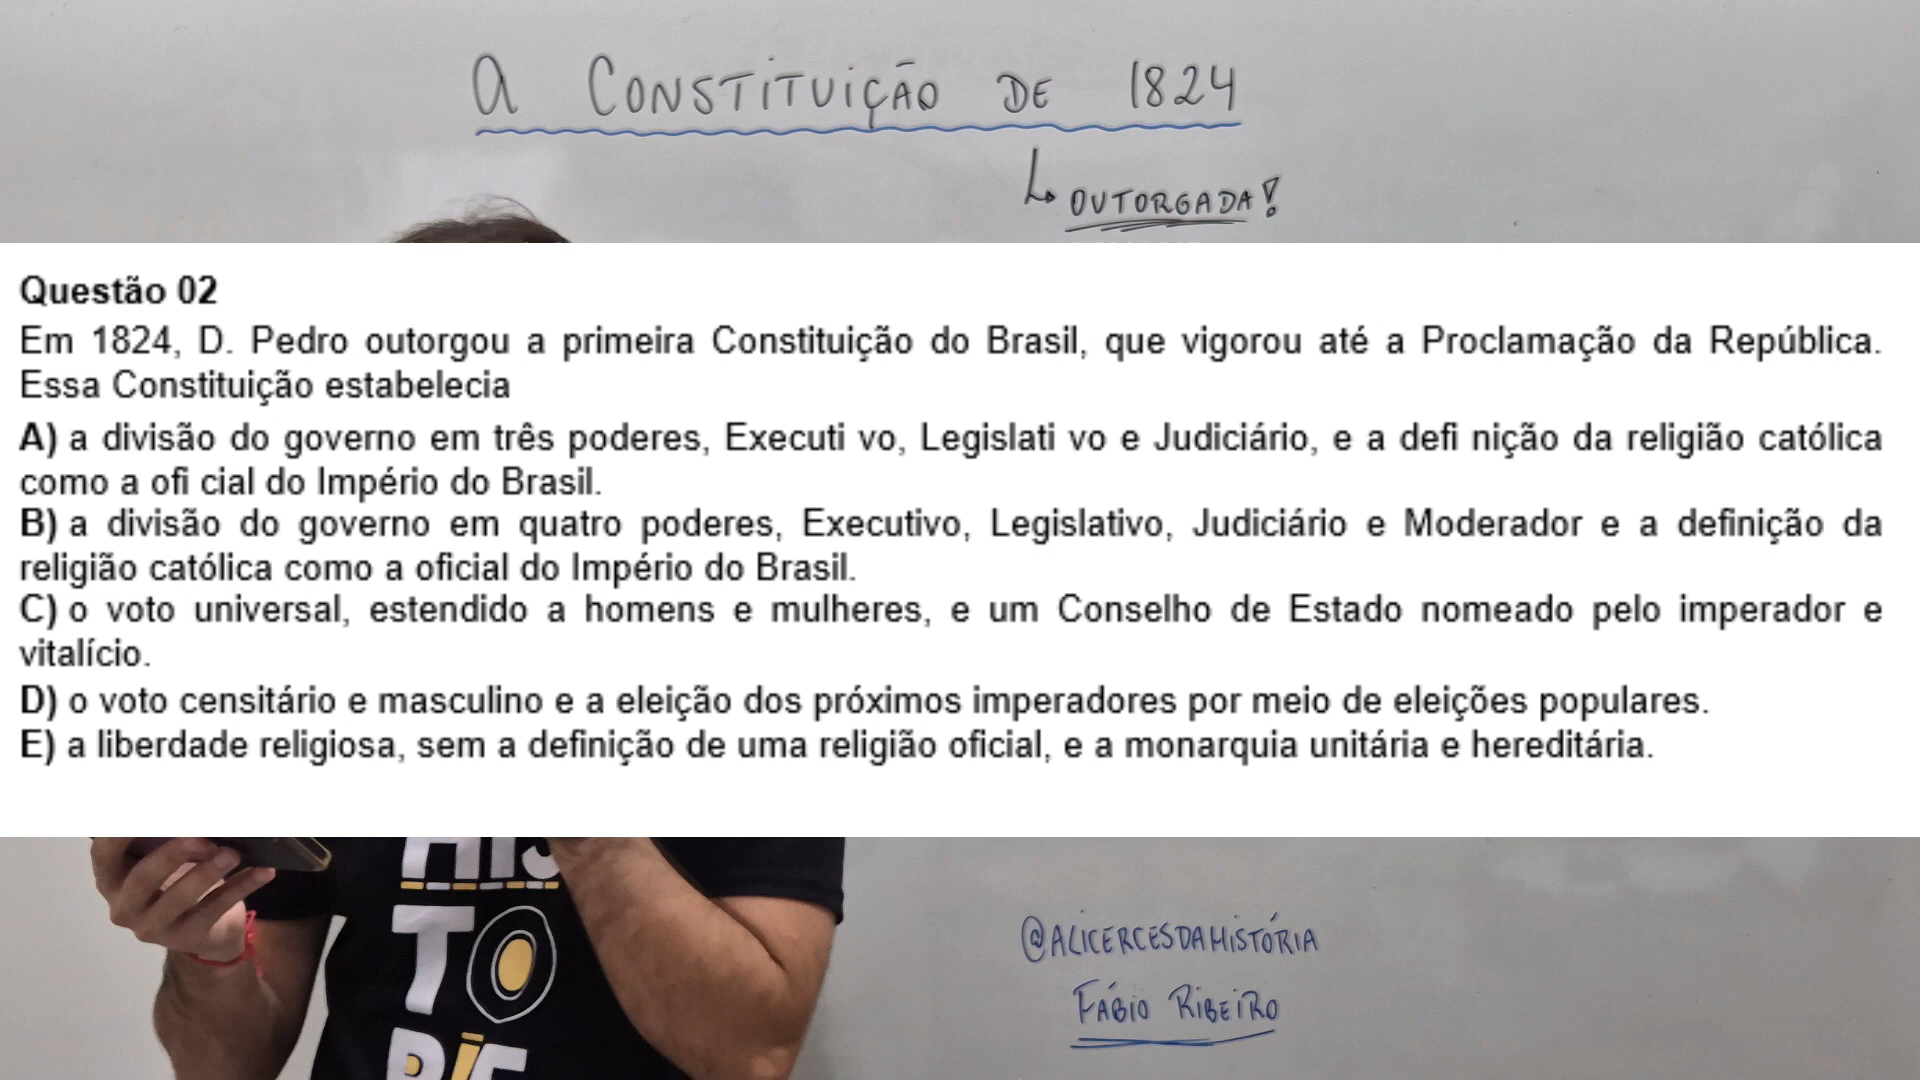 A CONSTITUIÇÃO DE 1824
OUTORGADA!
Questão 02
Em 1824, D. Pedro outorgou a primeira Constituição do Brasil, que vigorou até a Proclamação da República.
Essa Constituição estabelecia
A) a divisão do governo em três poderes, Executi vo, Legislati vo e Judiciário, e a defi nição da religião católica
como a ofi cial do Império do Brasil.
B) a divisão do governo em quatro poderes, Executivo, Legislativo, Judiciário e Moderador e a definição da
religião católica como a oficial do Império do Brasil.
C) o voto universal, estendido a homens e mulheres, e um Conselho de Estado nomeado pelo imperador e
vitalício.
D) o voto censitário e masculino e a eleição dos próximos imperadores por meio de eleições populares.
E) a liberdade religiosa, sem a definição de uma religião oficial, e a monarquia unitária e hereditária.
HIS
TO
@ALICERCESDAHISTÓRIA
FÁBIO RIBEIRO